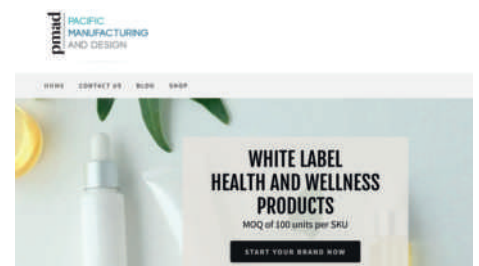 pmad
PACIFIC
MANUFACTURING
AND DESIGN
HOME CONTACT US BLOG SHOP
WHITE LABEL
HEALTH AND WELLNESS
PRODUCTS
MOQ of 100 units per SKU
START YOUR BRAND NOW